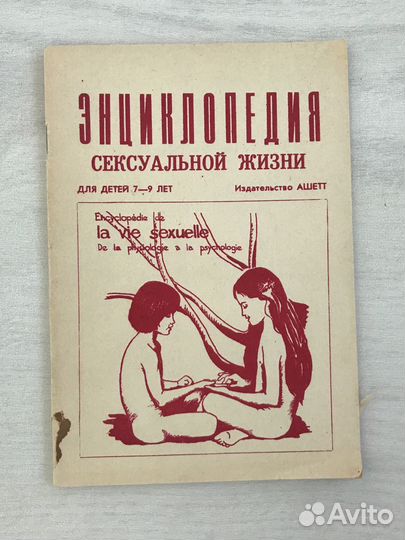 ЭНЦИКЛОПЕДИЯ
СЕКСУАЛЬНОЙ ЖИЗНИ
ДЛЯ ДЕТЕЙ 7—9 ЛЕТ Издательство АШЕТТ
Encyclopédie de
la vie sexuelle
De la physiologie a la psychologie
Avito